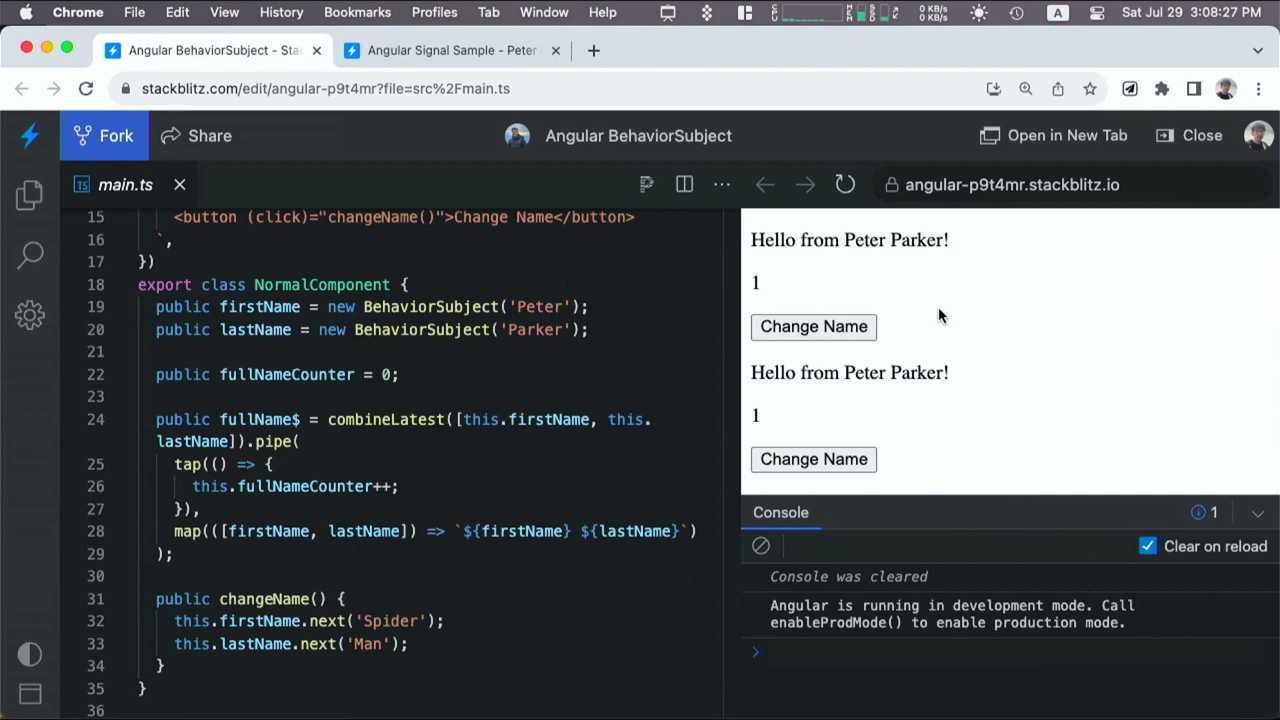 Chrome File Edit View History Bookmarks Profiles Tab Window Help 0 KB/s 0 KB/s A Sat Jul 29 3:08:27 PM
Angular BehaviorSubject - Sta
Angular Signal Sample - Peter
stackblitz.com/edit/angular-p9t4mr?file=src%2Fmain.ts
Fork Share Angular BehaviorSubject Open in New Tab Close
TS main.ts
angular-p9t4mr.stackblitz.io
15 <button (click)="changeName()">Change Name</button>
16 `,
17 })
18 export class NormalComponent {
19 public firstName = new BehaviorSubject('Peter');
20 public lastName = new BehaviorSubject('Parker');
21
22 public fullNameCounter = 0;
23
24 public fullName$ = combineLatest([this.firstName, this.
lastName]).pipe(
25 tap(() => {
26 this.fullNameCounter++;
27 }),
28 map(([firstName, lastName]) => `${firstName} ${lastName}`)
29 );
30
31 public changeName() {
32 this.firstName.next('Spider');
33 this.lastName.next('Man');
34 }
35 }
36
Hello from Peter Parker!
1
Change Name
Hello from Peter Parker!
1
Change Name
Console 1
Clear on reload
Console was cleared
Angular is running in development mode. Call
enableProdMode() to enable production mode.